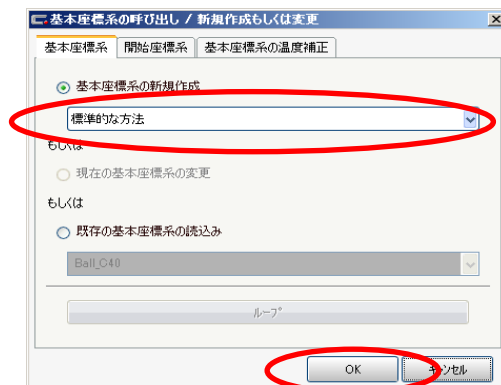 基本座標系の呼び出し / 新規作成もしくは変更
基本座標系 開始座標系 基本座標系の温度補正
基本座標系の新規作成
標準的な方法
もしくは
現在の基本座標系の変更
もしくは
既存の基本座標系の読込み
Ball_C40
ループ
OK キャンセル